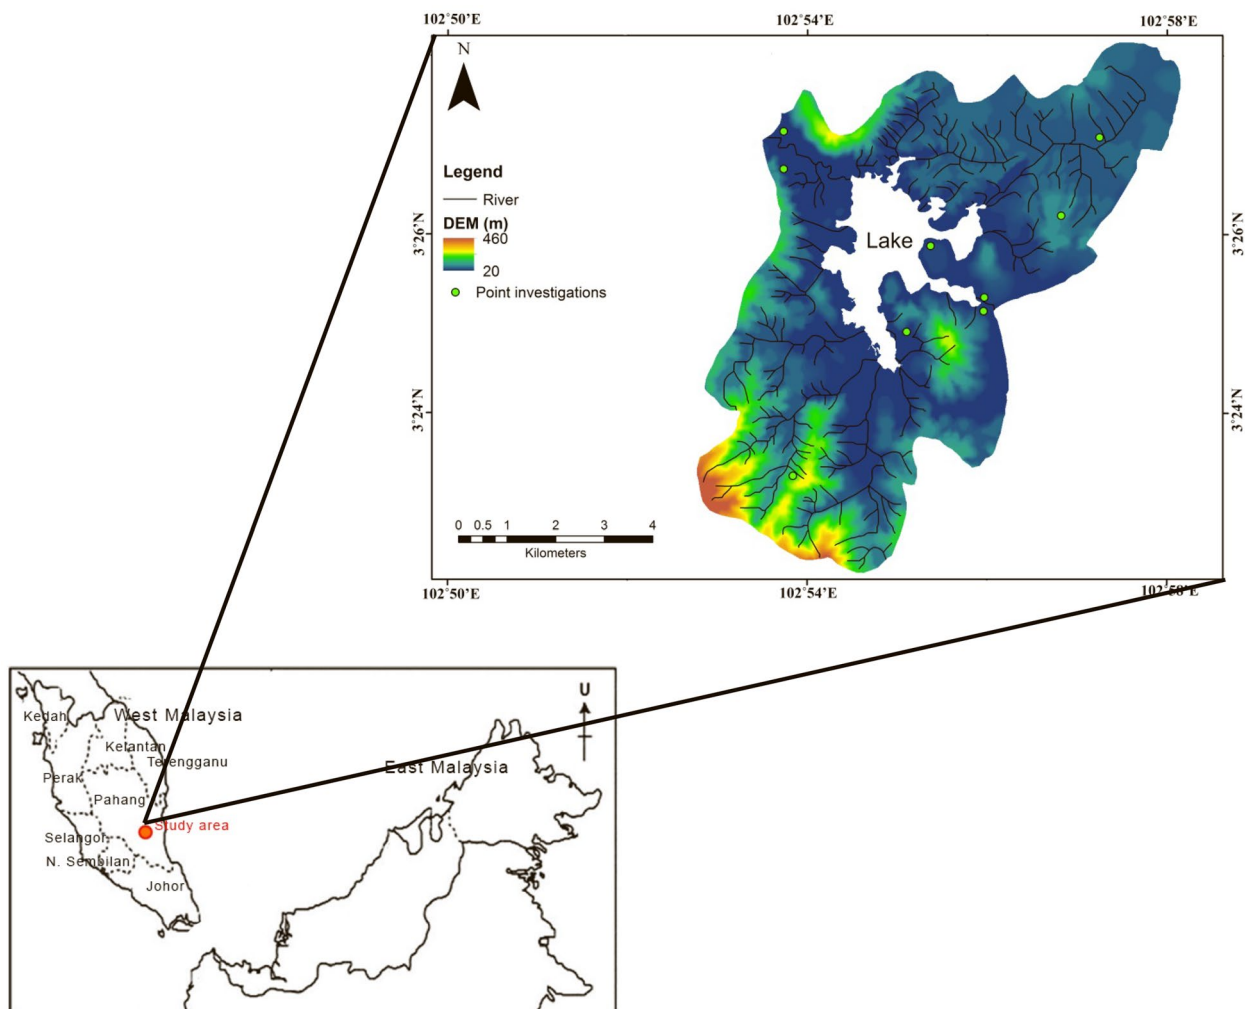 102°50'E 102°54'E 102°58'E
N
Legend
River
DEM (m)
460
20
Point investigations
Lake
3°26'N 3°26'N
3°24'N 3°24'N
0 0.5 1 2 3 4
Kilometers
102°50'E 102°54'E 102°58'E
U
Kedah
West Malaysia
Kelantan
Terengganu
East Malaysia
Perak
Pahang
Study area
Selangor
N. Sembilan
Johor